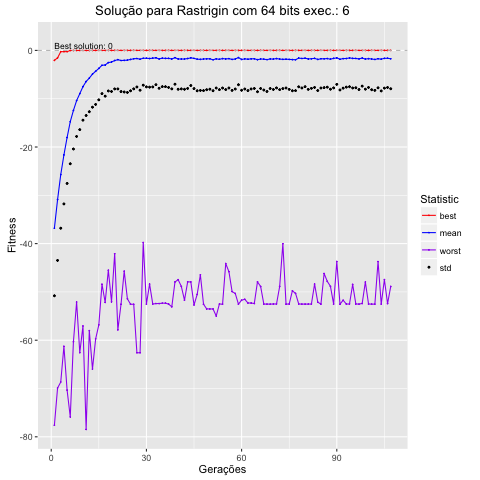 Solução para Rastrigin com 64 bits exec.: 6
Best solution: 0
0
-20
-40
-60
-80
Fitness
0
30
60
90
Gerações
Statistic
best
mean
worst
std